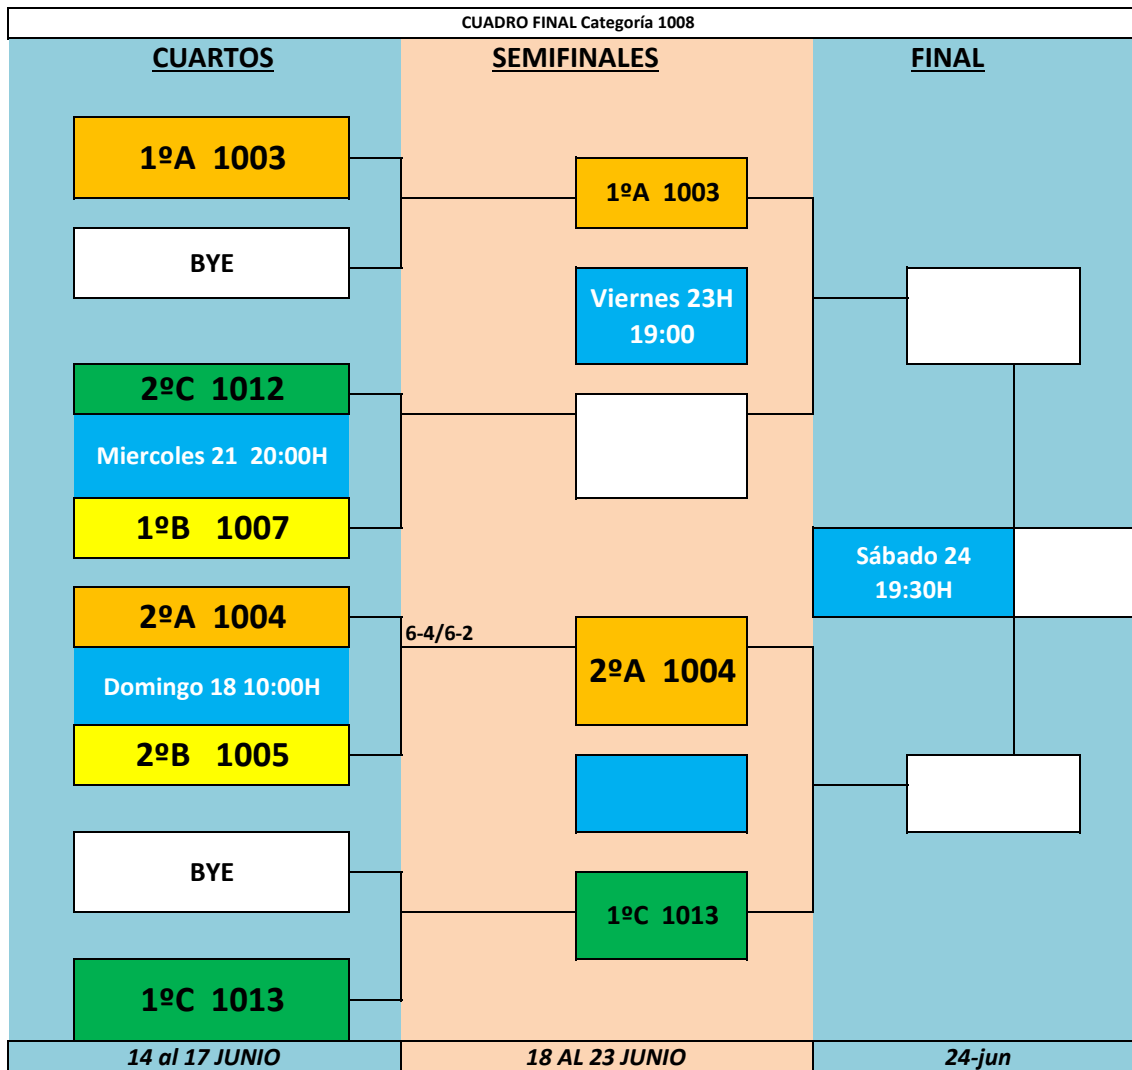 CUADRO FINAL Categoría 1008
CUARTOS
SEMIFINALES
FINAL
1ºA 1003
BYE
2ºC 1012
Miercoles 21 20:00H
1ºB 1007
2ºA 1004
Domingo 18 10:00H
2ºB 1005
BYE
1ºC 1013
1ºA 1003
Viernes 23H
19:00
6-4/6-2
2ºA 1004
1ºC 1013
Sábado 24
19:30H
14 al 17 JUNIO
18 AL 23 JUNIO
24-jun